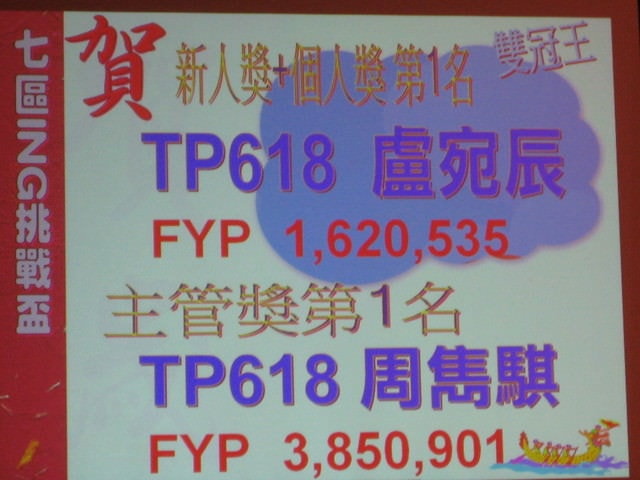 七區ING挑戰盃
賀
新人獎+個人獎 第1名
雙冠王
TP618 盧宛辰
FYP 1,620,535
主管獎第1名
TP618 周雋騏
FYP 3,850,901